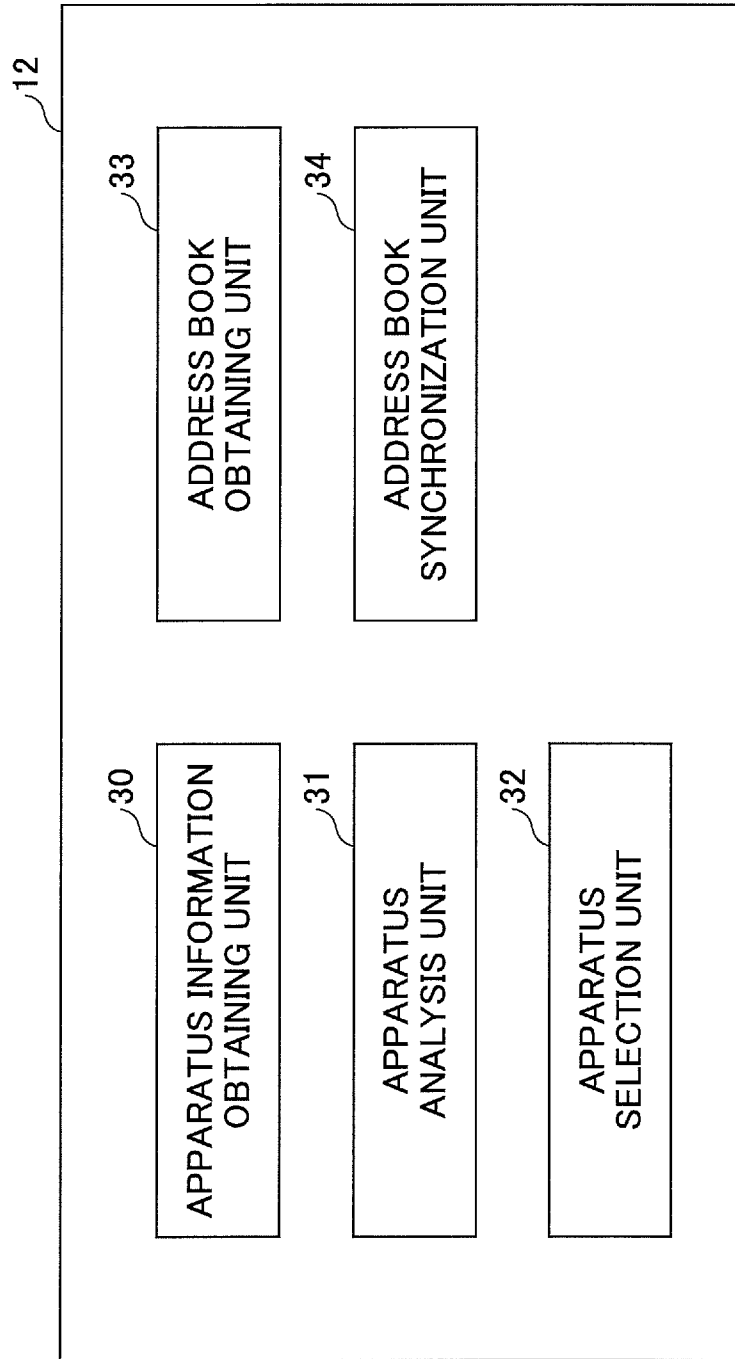 12
30
APPARATUS INFORMATION
OBTAINING UNIT
31
APPARATUS
ANALYSIS UNIT
32
APPARATUS
SELECTION UNIT
33
ADDRESS BOOK
OBTAINING UNIT
34
ADDRESS BOOK
SYNCHRONIZATION UNIT